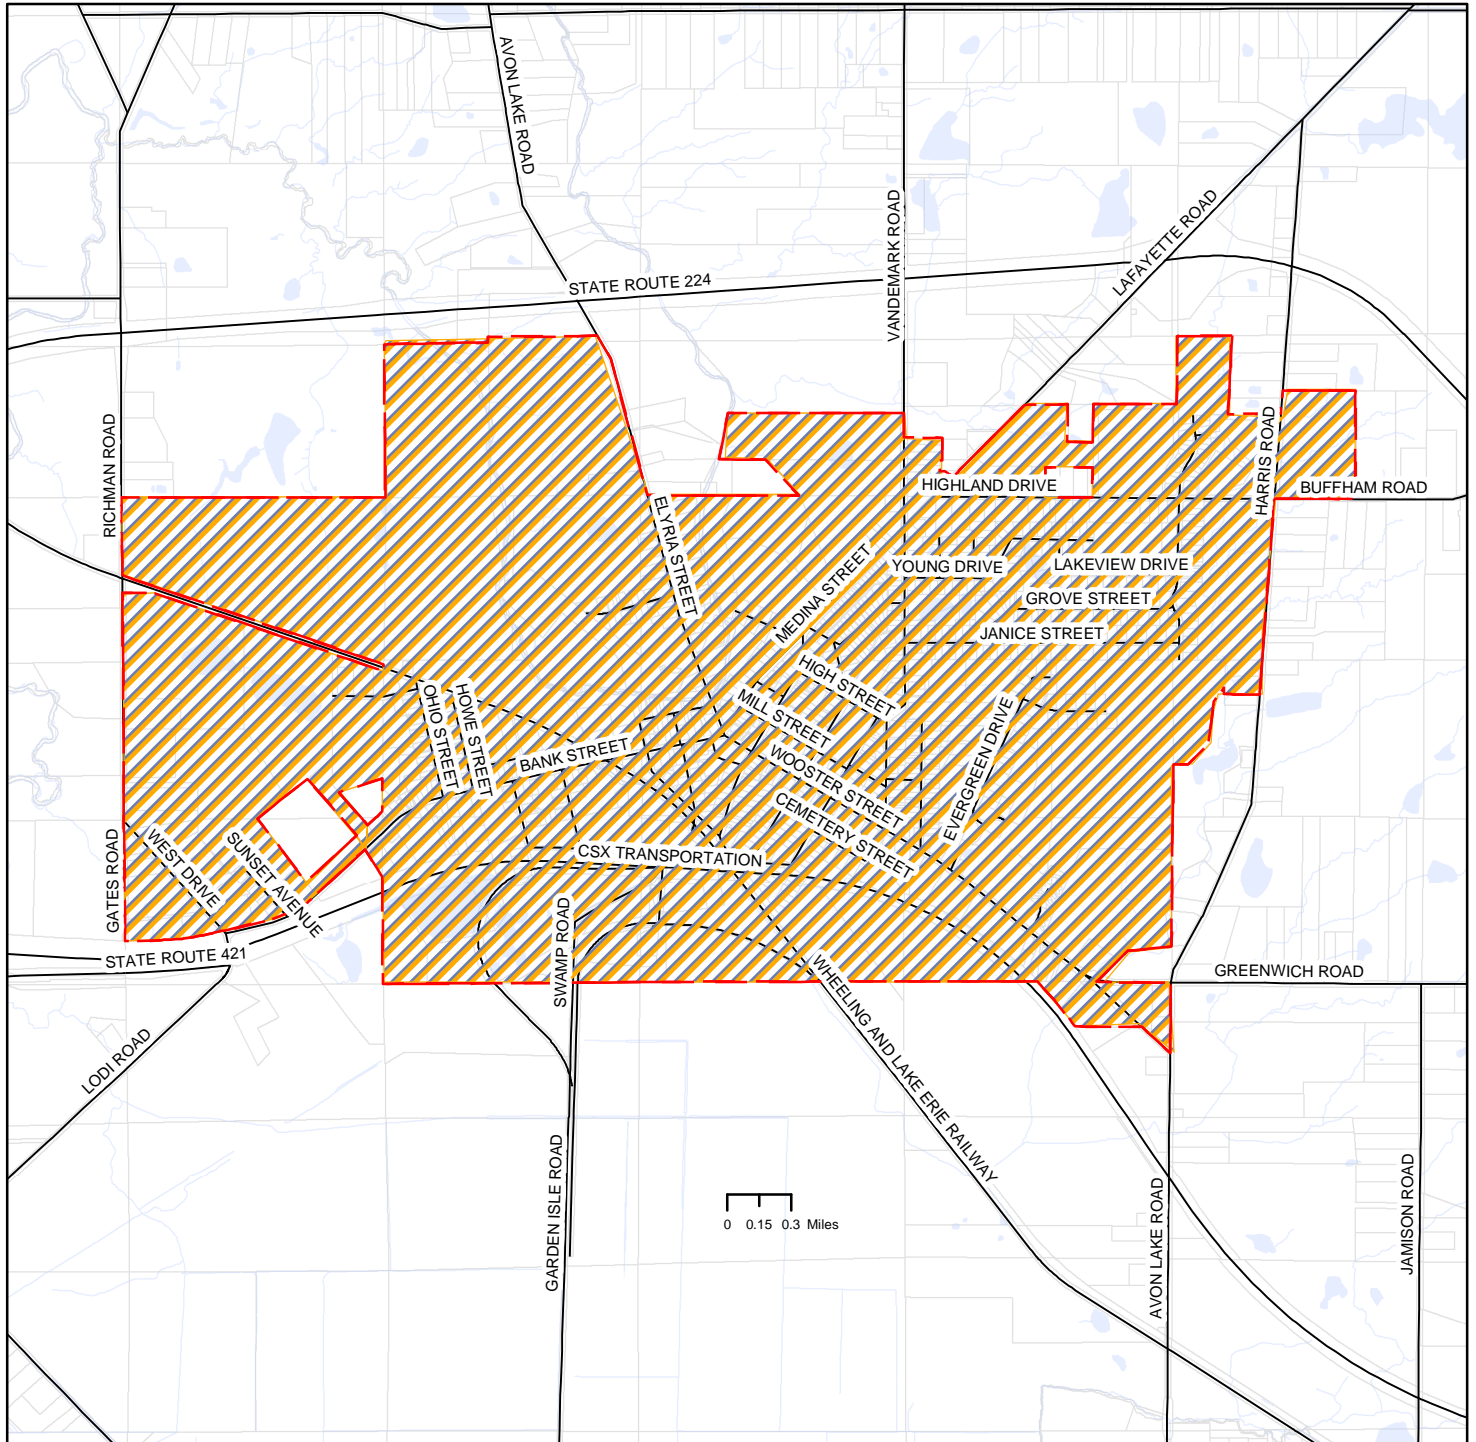 AVON LAKE ROAD
VANDEMARK ROAD
LAFAYETTE ROAD
STATE ROUTE 224
RICHMAN ROAD
HARRIS ROAD
HIGHLAND DRIVE
BUFFHAM ROAD
ELYRIA STREET
MEDINA STREET
YOUNG DRIVE
LAKEVIEW DRIVE
GROVE STREET
JANICE STREET
HIGH STREET
OHIO STREET
HOWE STREET
MILL STREET
BANK STREET
WOOSTER STREET
EVERGREEN DRIVE
CEMETERY STREET
GATES ROAD
WEST DRIVE
SUNSET AVENUE
CSX TRANSPORTATION
SWAMP ROAD
STATE ROUTE 421
GREENWICH ROAD
WHEELING AND LAKE ERIE RAILWAY
LODI ROAD
GARDEN ISLE ROAD
AVON LAKE ROAD
JAMISON ROAD
0 0.15 0.3 Miles